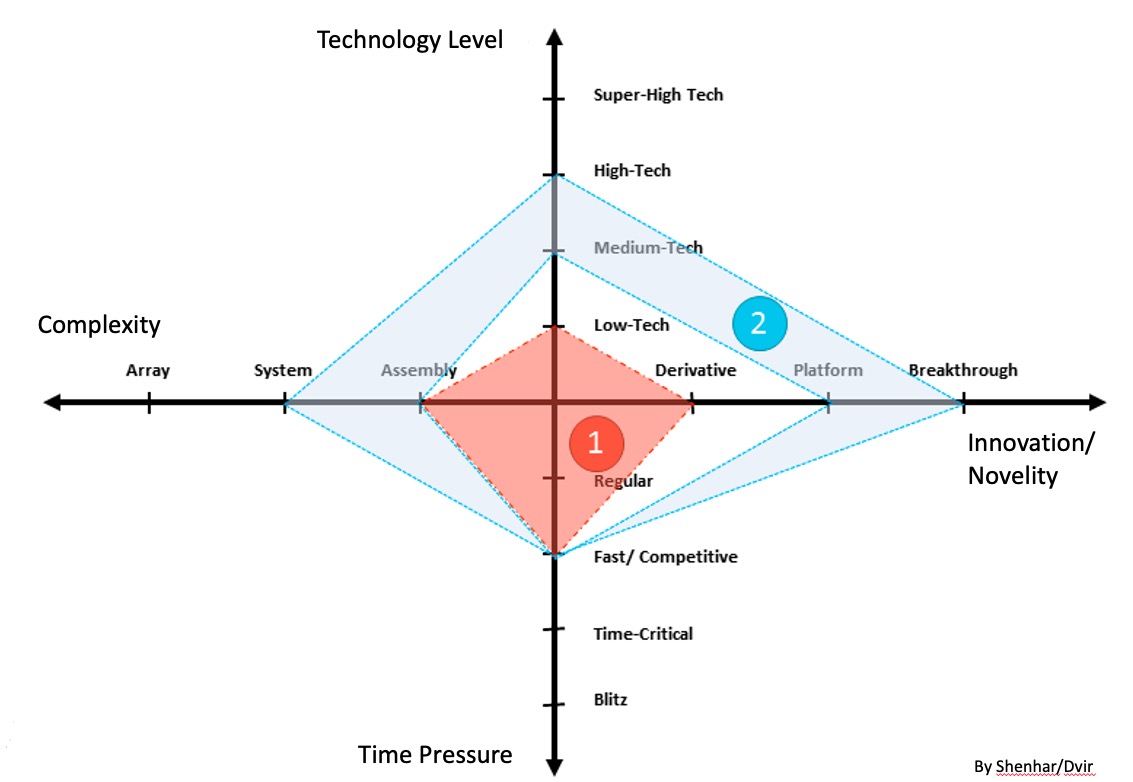 Technology Level
Super-High Tech
High-Tech
Medium-Tech
Complexity
2
Low-Tech
Array
System
Assembly
Derivative
Platform
Breakthrough
1
Innovation/
Novelity
Regular
Fast/ Competitive
Time-Critical
Blitz
Time Pressure
By Shenhar/Dvir